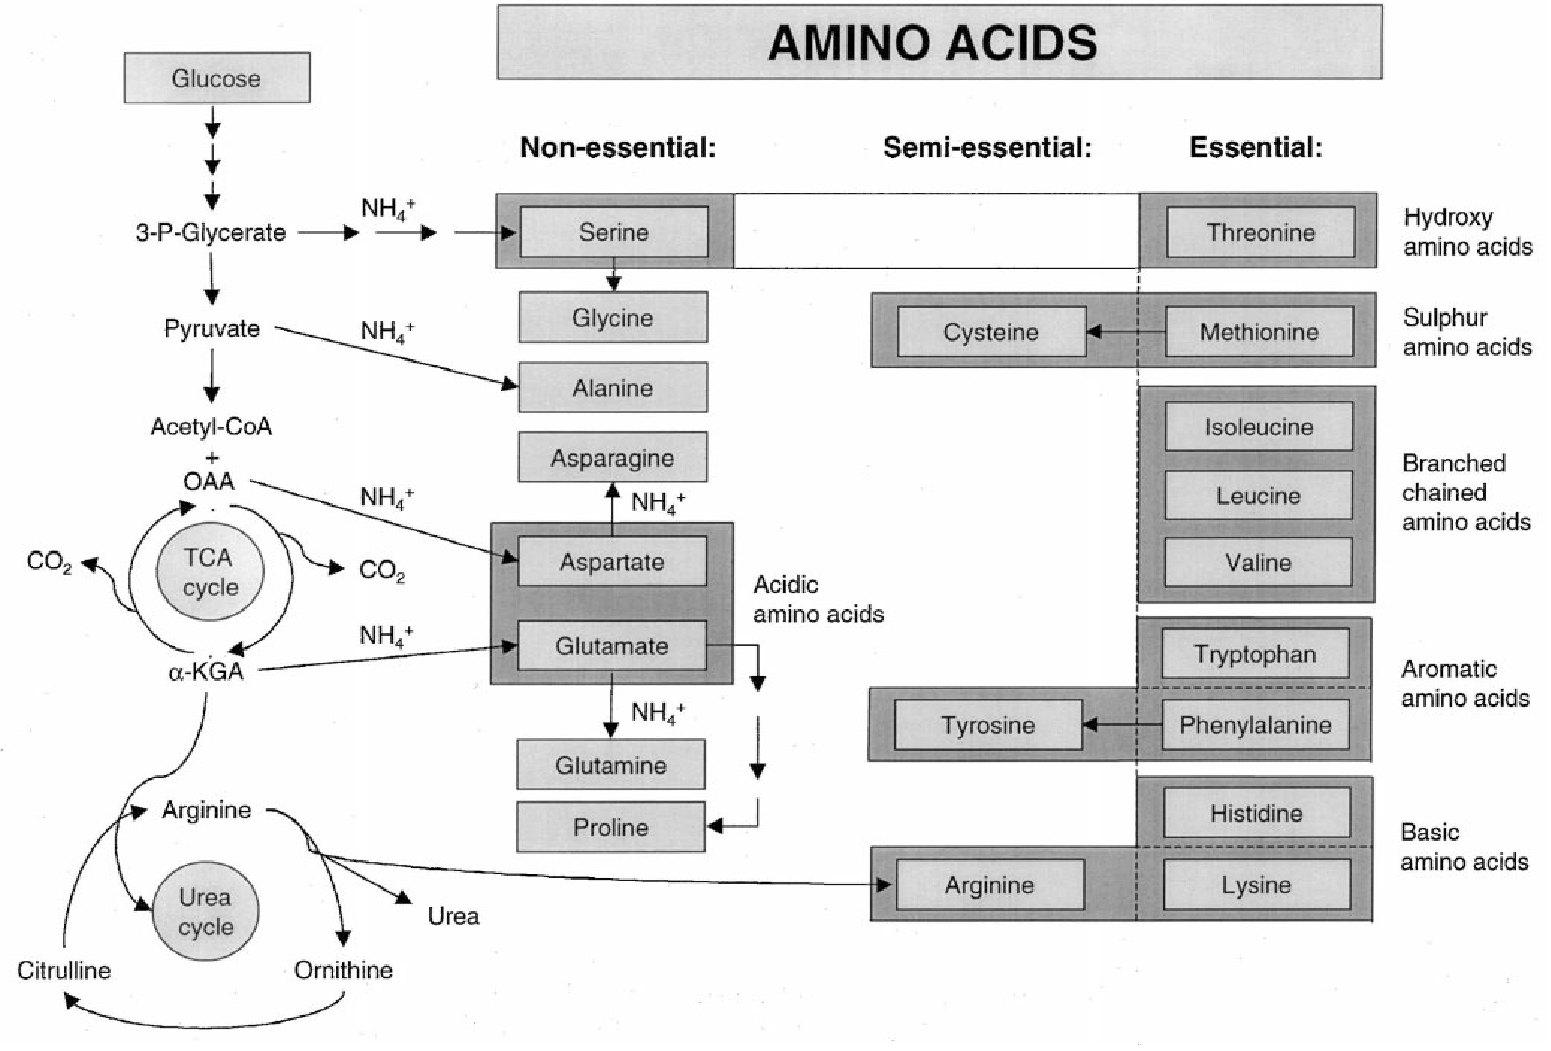 AMINO ACIDS
Glucose
Non-essential:
Semi-essential:
Essential:
NH₄⁺
3-P-Glycerate
Serine
Threonine
Hydroxy
amino acids
Glycine
Pyruvate
NH₄⁺
Cysteine
Methionine
Sulphur
amino acids
Alanine
Acetyl-CoA
+
OAA
Asparagine
Isoleucine
Leucine
Valine
Branched
chained
amino acids
NH₄⁺
NH₄⁺
CO₂
TCA
cycle
CO₂
Aspartate
Acidic
amino acids
NH₄⁺
Glutamate
α-KGA
Tryptophan
Aromatic
amino acids
NH₄⁺
Tyrosine
Phenylalanine
Glutamine
Arginine
Proline
Histidine
Basic
amino acids
Arginine
Lysine
Urea
cycle
Urea
Citrulline
Ornithine